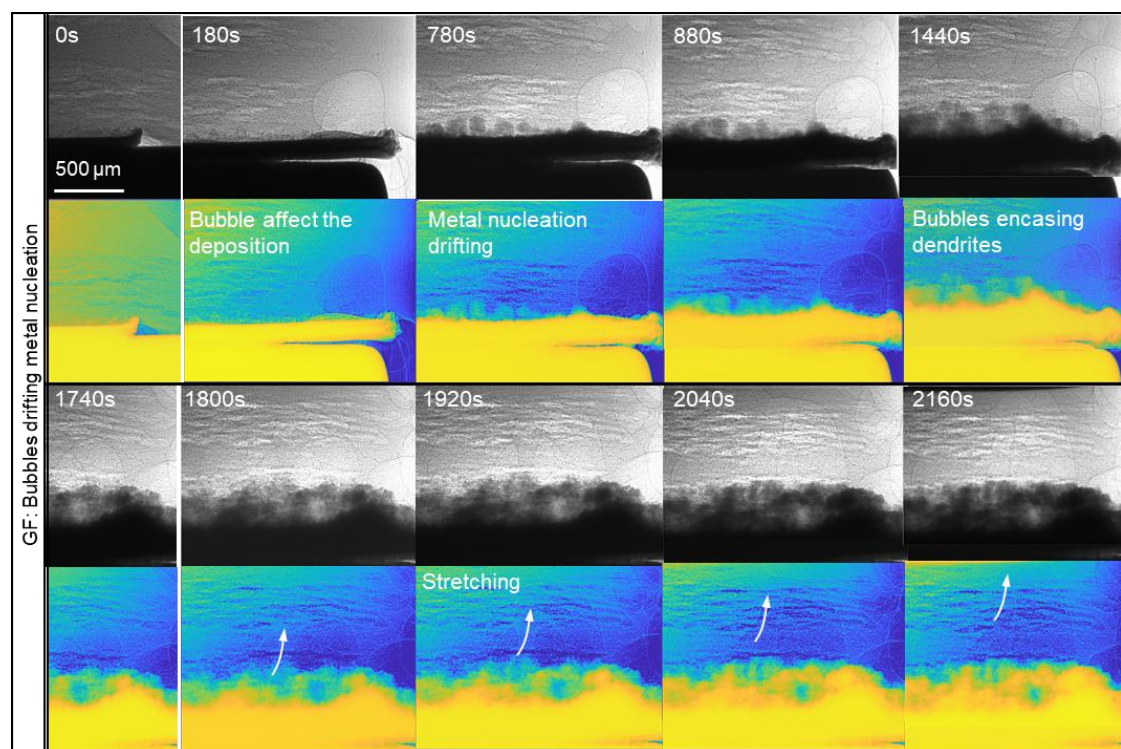 GF: Bubbles drifting metal nucleation
0s
180s
780s
880s
1440s
500 µm
Bubble affect the
deposition
Metal nucleation
drifting
Bubbles encasing
dendrites
1740s
1800s
1920s
2040s
2160s
Stretching